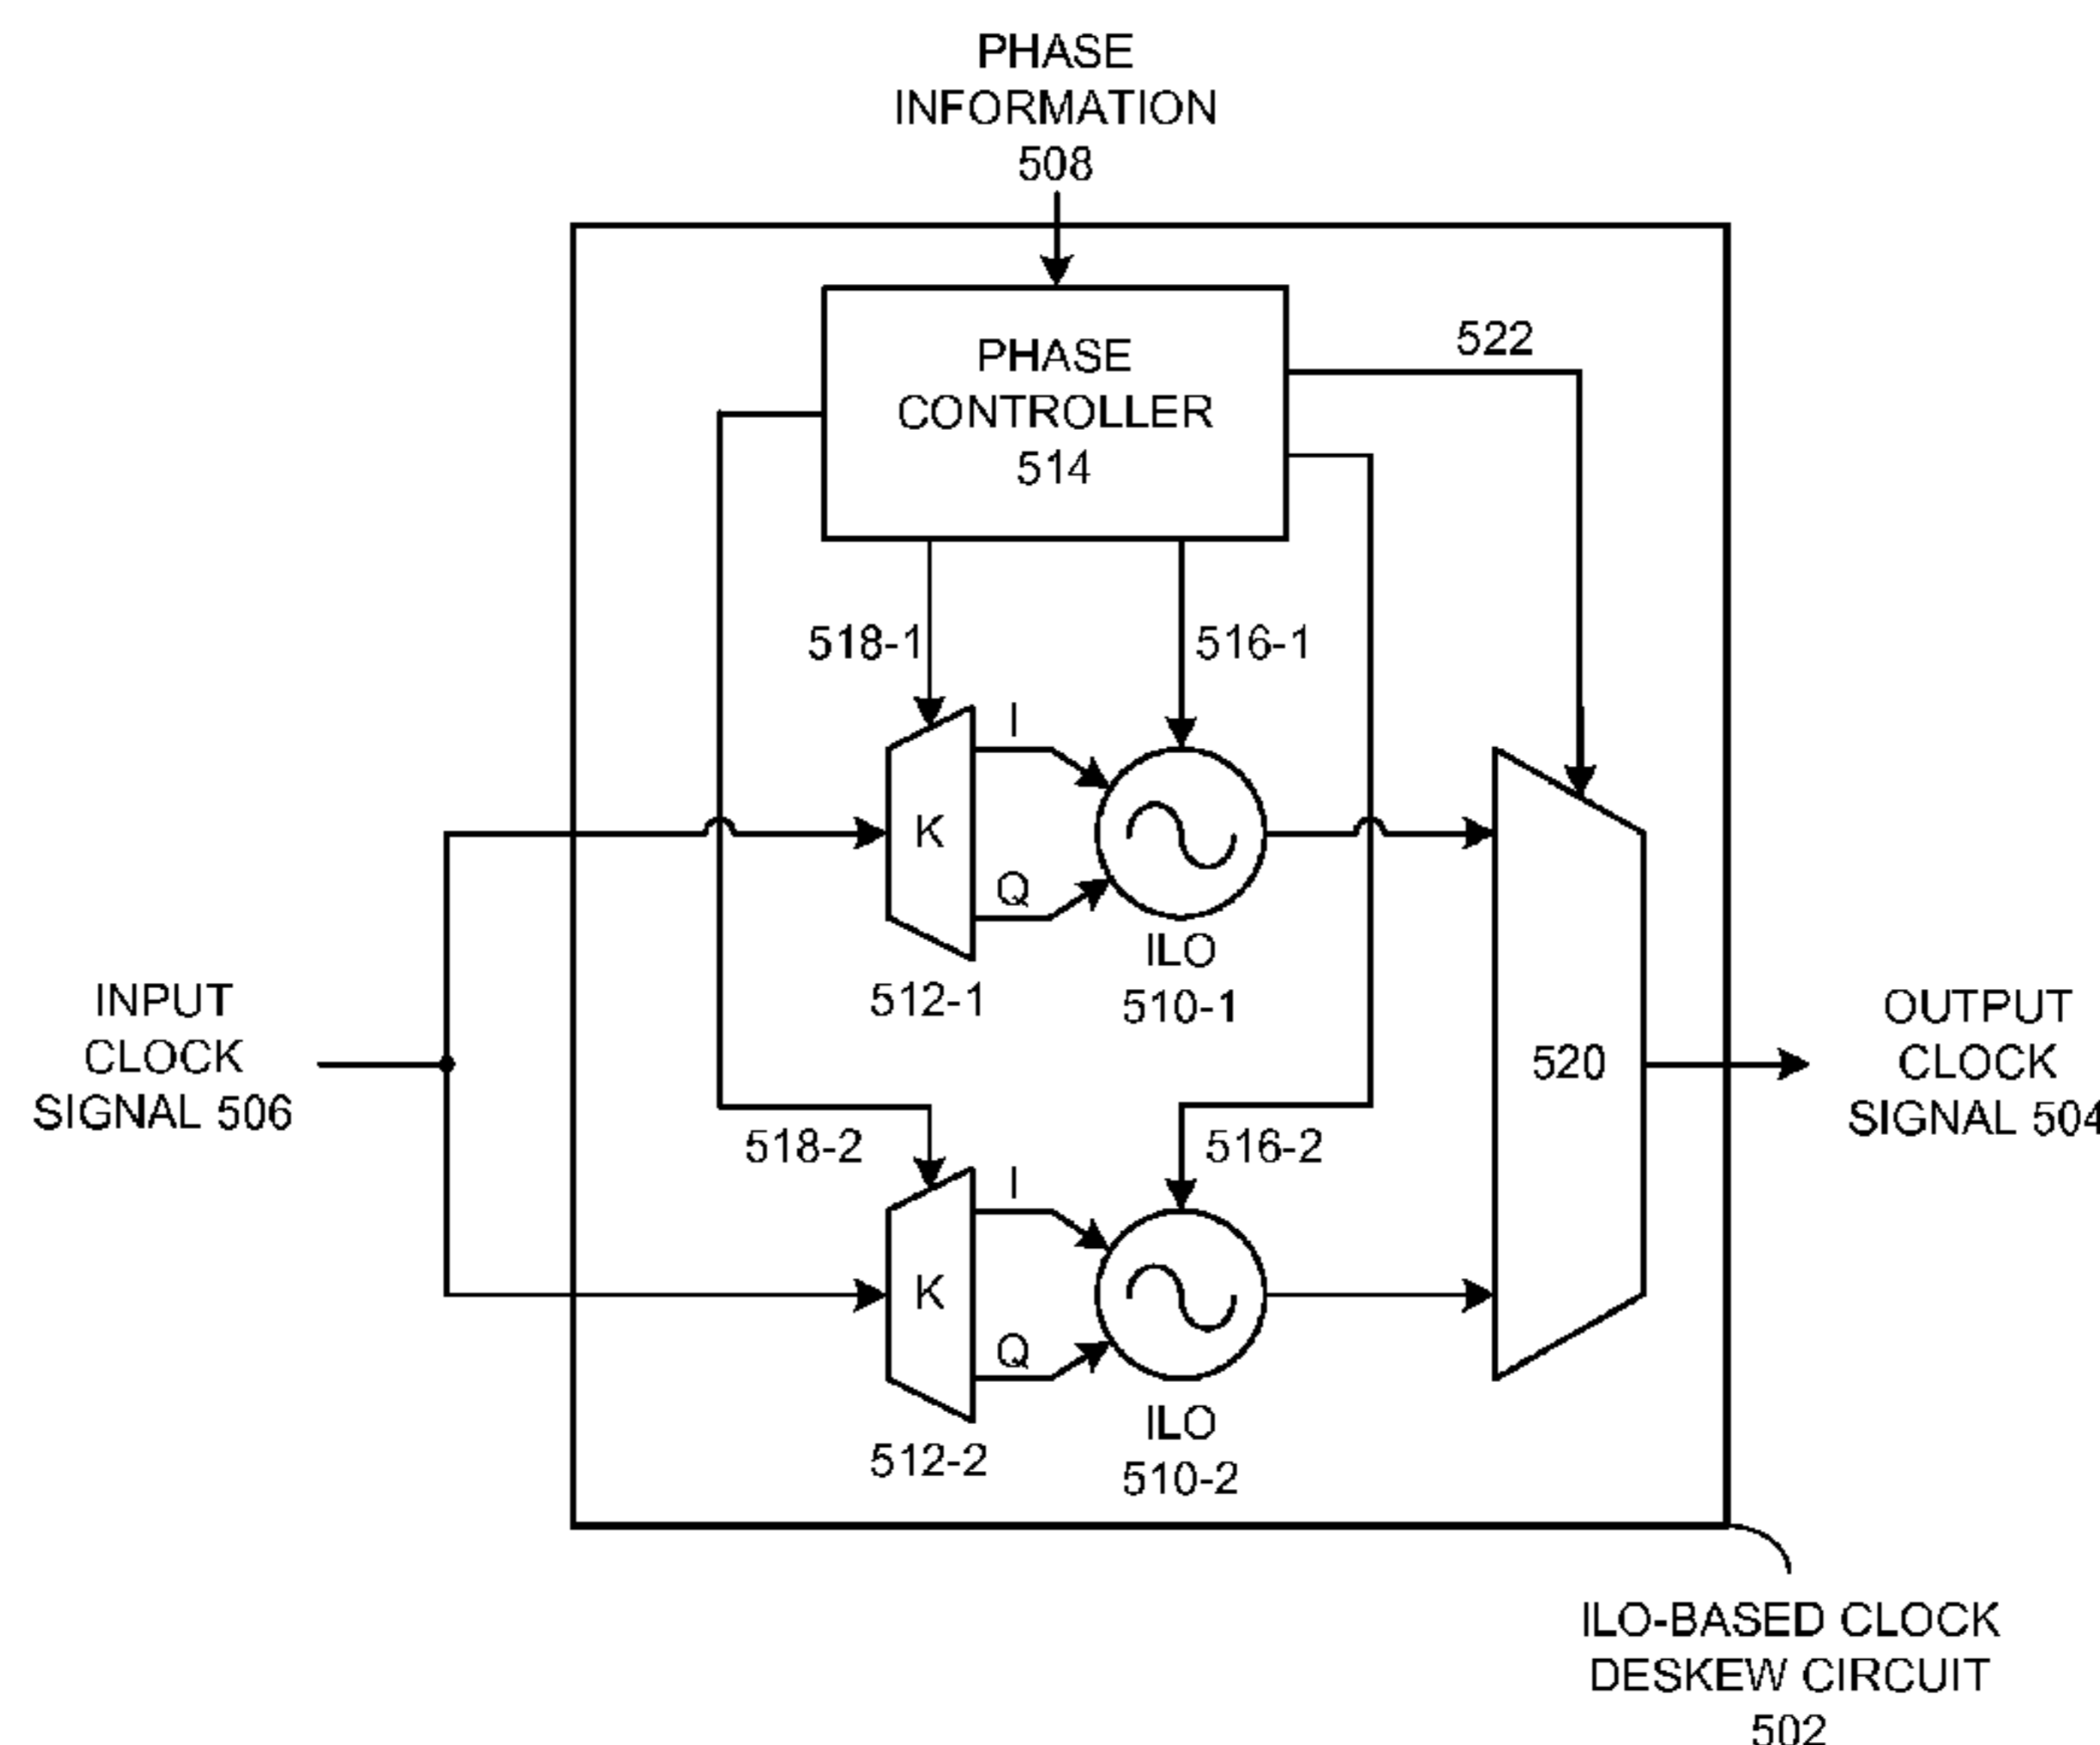 PHASE
INFORMATION
508
PHASE
CONTROLLER
514
522
518-1
516-1
I
K
Q
ILO
510-1
512-1
INPUT
CLOCK
SIGNAL 506
520
OUTPUT
CLOCK
SIGNAL 504
518-2
516-2
I
K
Q
ILO
510-2
512-2
ILO-BASED CLOCK
DESKEW CIRCUIT
502